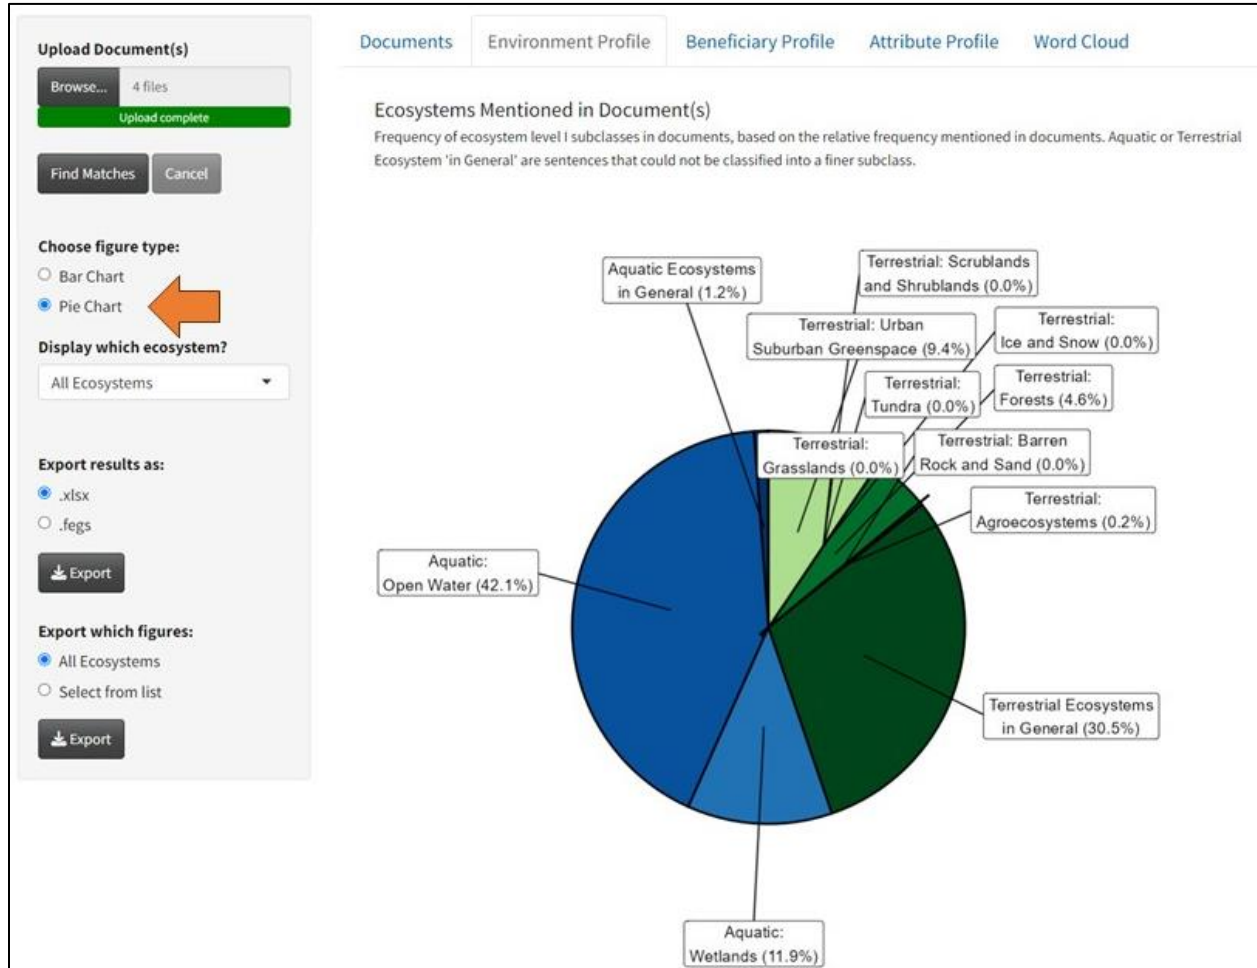 Upload Document(s)
Browse... 4 files
Upload complete
Find Matches Cancel
Choose figure type:
Bar Chart
Pie Chart
Display which ecosystem?
All Ecosystems
Export results as:
.xlsx
.fegs
Export
Export which figures:
All Ecosystems
Select from list
Export
Documents Environment Profile Beneficiary Profile Attribute Profile Word Cloud
Ecosystems Mentioned in Document(s)
Frequency of ecosystem level I subclasses in documents, based on the relative frequency mentioned in documents. Aquatic or Terrestrial
Ecosystem 'in General' are sentences that could not be classified into a finer subclass.
Aquatic Ecosystems
in General (1.2%)
Terrestrial: Scrublands
and Shrublands (0.0%)
Terrestrial: Urban
Suburban Greenspace (9.4%)
Terrestrial:
Ice and Snow (0.0%)
Terrestrial:
Tundra (0.0%)
Terrestrial:
Forests (4.6%)
Terrestrial:
Grasslands (0.0%)
Terrestrial: Barren
Rock and Sand (0.0%)
Terrestrial:
Agroecosystems (0.2%)
Aquatic:
Open Water (42.1%)
Terrestrial Ecosystems
in General (30.5%)
Aquatic:
Wetlands (11.9%)